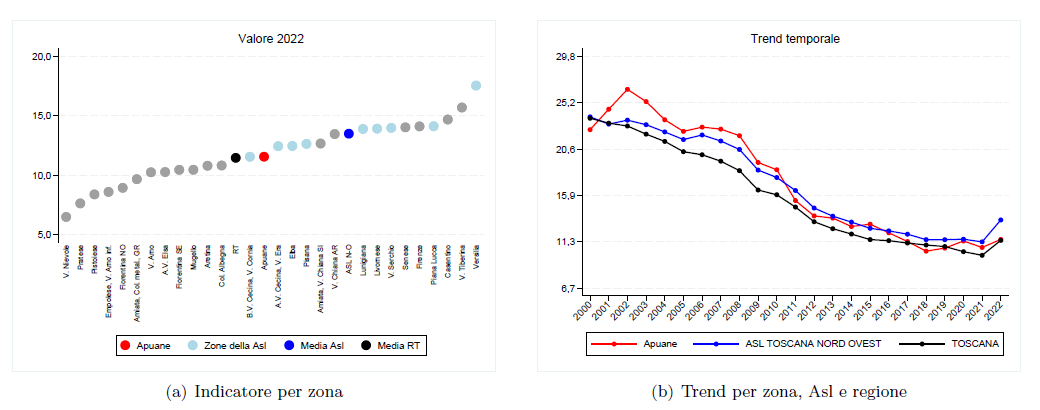 Valore 2022
20,0
15,0
10,0
5,0
V. Nievole
Pratese
Pistoiese
Empolese, V. Arno Inf.
Fiorentina NO
Amiata, Col. metal., GR
V. Arno
A.V. Elsa
Fiorentina SE
Mugello
Aretina
Col. Albegna
RT
B.V. Cecina, V. Cornia
Apuane
A.V. Cecina, V. Era
Elba
Pisana
Amiata, V. Chiana SI
V. Chiana AR
ASL N-O
Lunigiana
Livornese
V. Serchio
Senese
Firenze
Piana Lucca
Casentino
V. Tiberina
Versilia
Apuane
Zone della Asl
Media Asl
Media RT
(a) Indicatore per zona
Trend temporale
29,8
25,2
20,6
15,9
11,3
6,7
2000
2001
2002
2003
2004
2005
2006
2007
2008
2009
2010
2011
2012
2013
2014
2015
2016
2017
2018
2019
2020
2021
2022
Apuane
ASL TOSCANA NORD OVEST
TOSCANA
(b) Trend per zona, Asl e regione